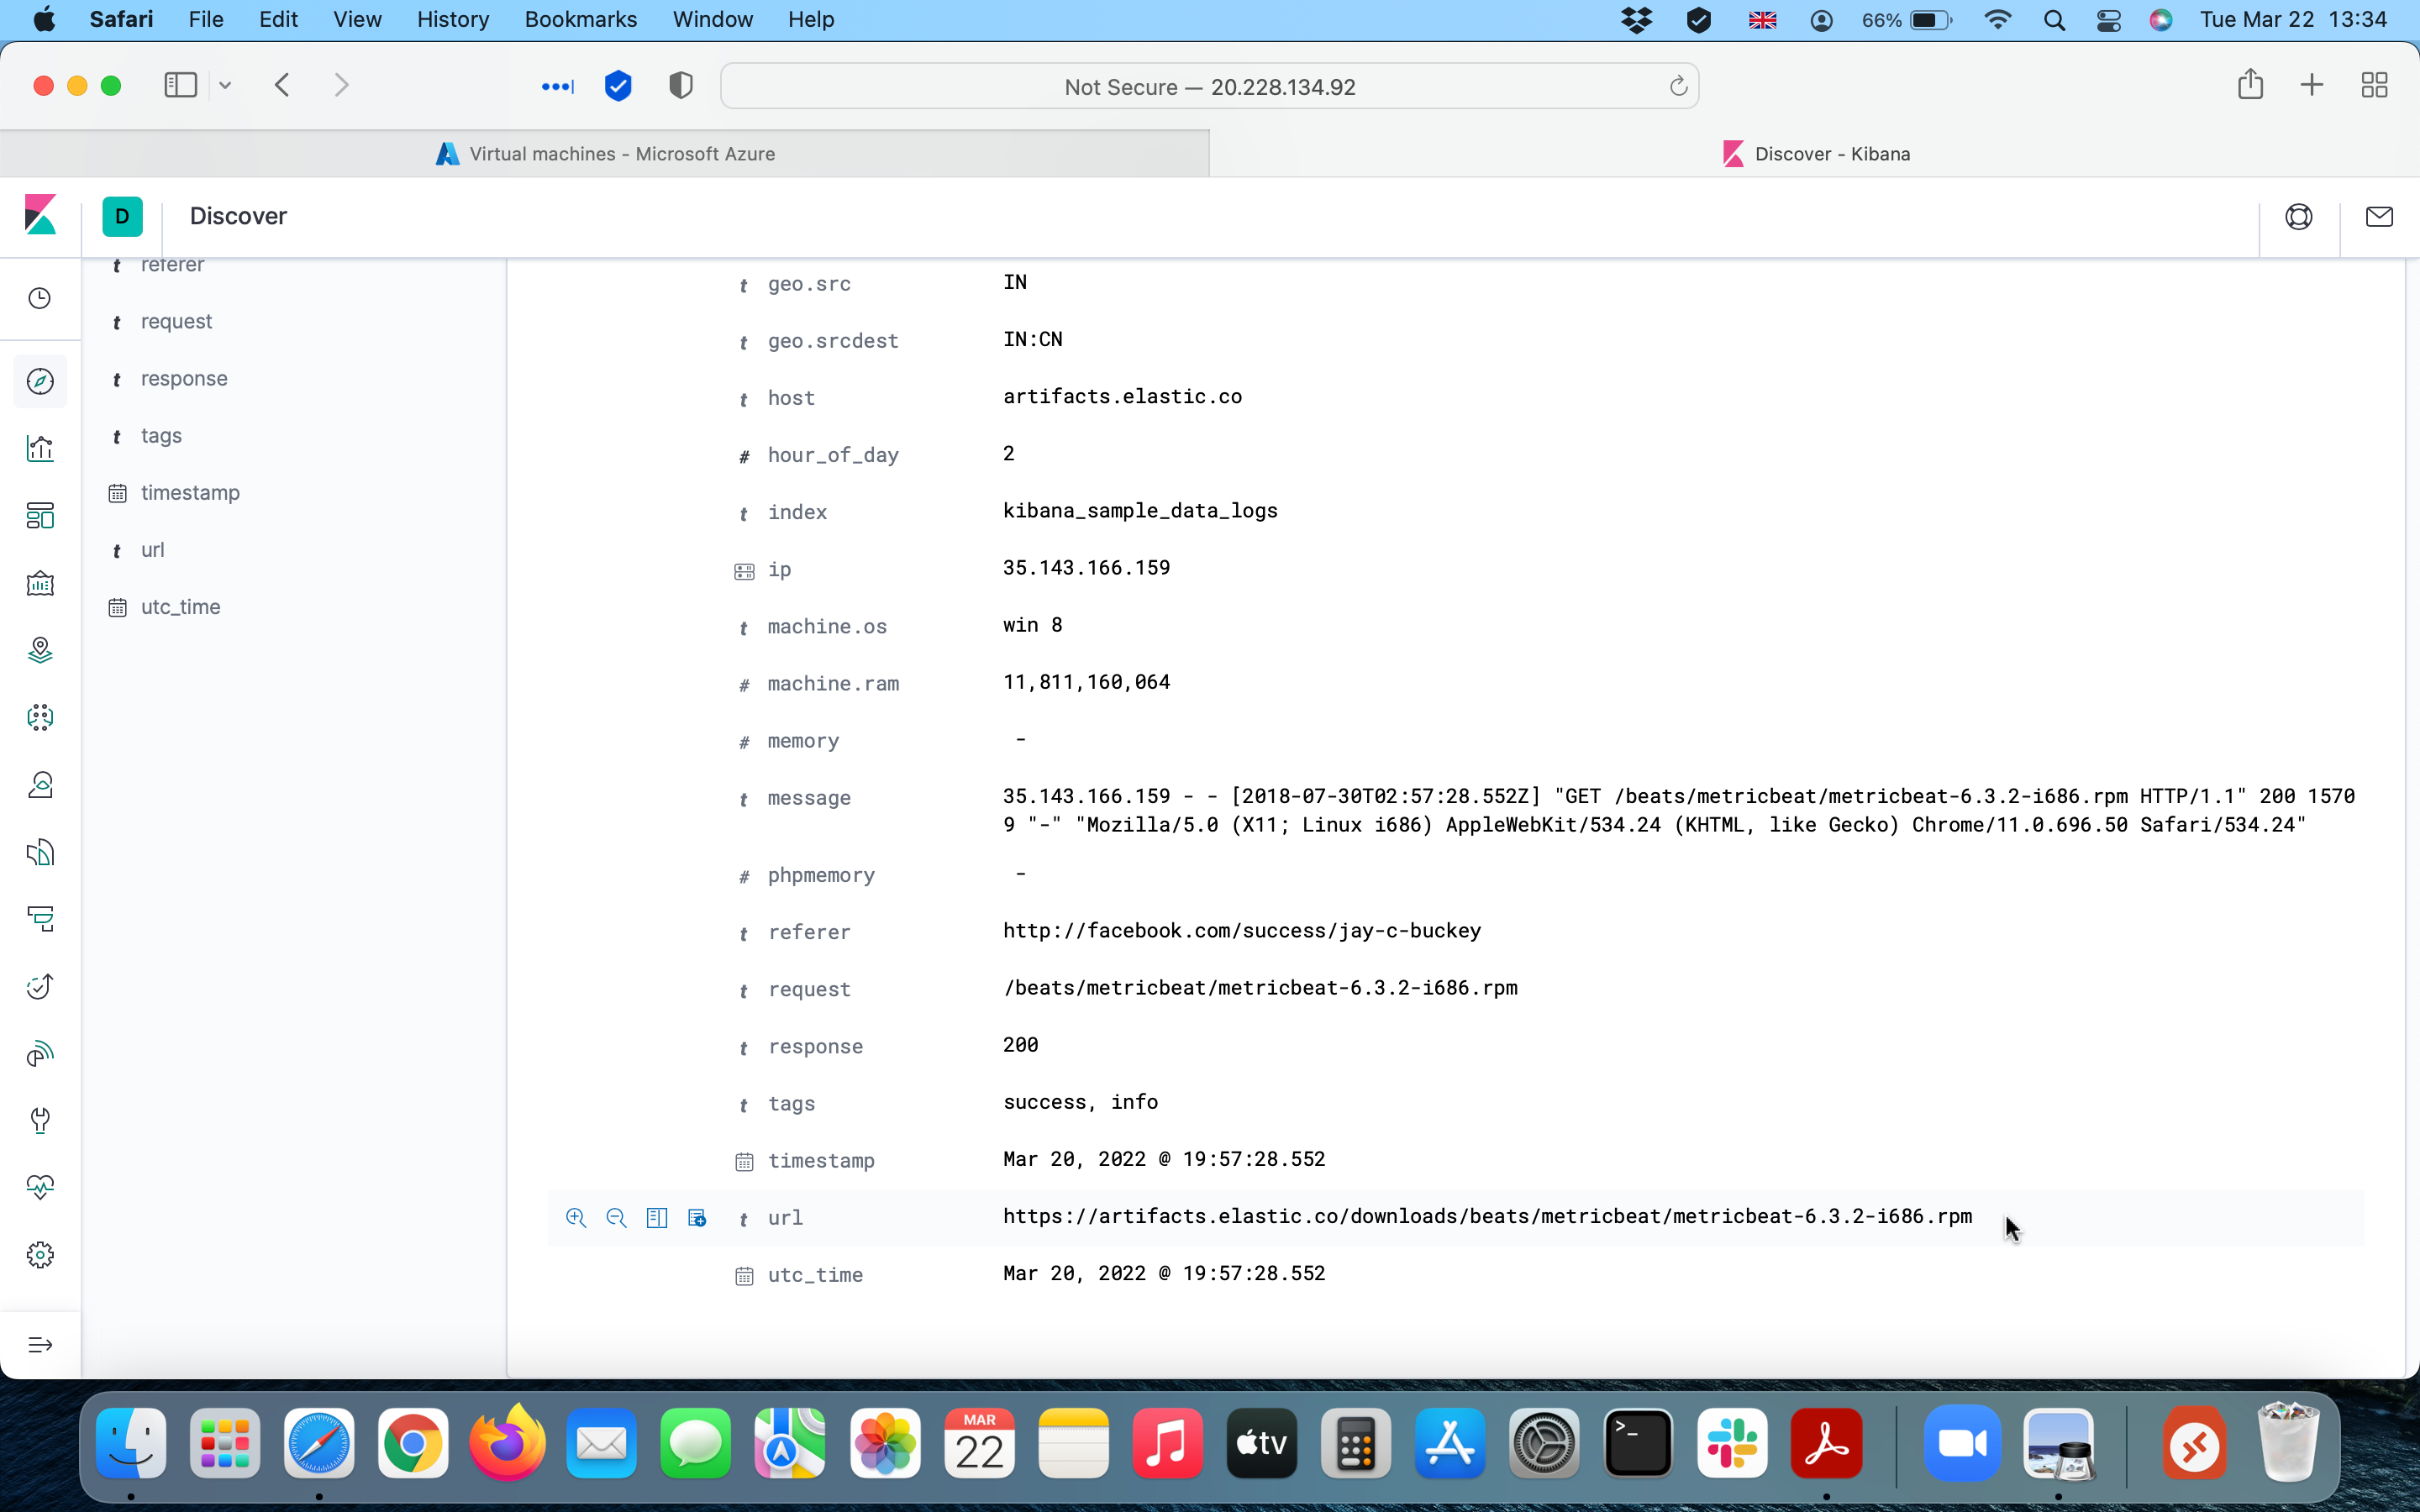 Safari File Edit View History Bookmarks Window Help 66% Tue Mar 22 13:34
Not Secure — 20.228.134.92
Virtual machines - Microsoft Azure
Discover - Kibana
D Discover
t referer
t request
t response
t tags
timestamp
t url
utc_time
t geo.src IN
t geo.srcdest IN:CN
t host artifacts.elastic.co
# hour_of_day 2
t index kibana_sample_data_logs
ip 35.143.166.159
t machine.os win 8
# machine.ram 11,811,160,064
# memory -
t message 35.143.166.159 - - [2018-07-30T02:57:28.552Z] "GET /beats/metricbeat/metricbeat-6.3.2-i686.rpm HTTP/1.1" 200 1570
9 "-" "Mozilla/5.0 (X11; Linux i686) AppleWebKit/534.24 (KHTML, like Gecko) Chrome/11.0.696.50 Safari/534.24"
# phpmemory -
t referer http://facebook.com/success/jay-c-buckey
t request /beats/metricbeat/metricbeat-6.3.2-i686.rpm
t response 200
t tags success, info
timestamp Mar 20, 2022 @ 19:57:28.552
t url https://artifacts.elastic.co/downloads/beats/metricbeat/metricbeat-6.3.2-i686.rpm
utc_time Mar 20, 2022 @ 19:57:28.552
MAR
22
tv